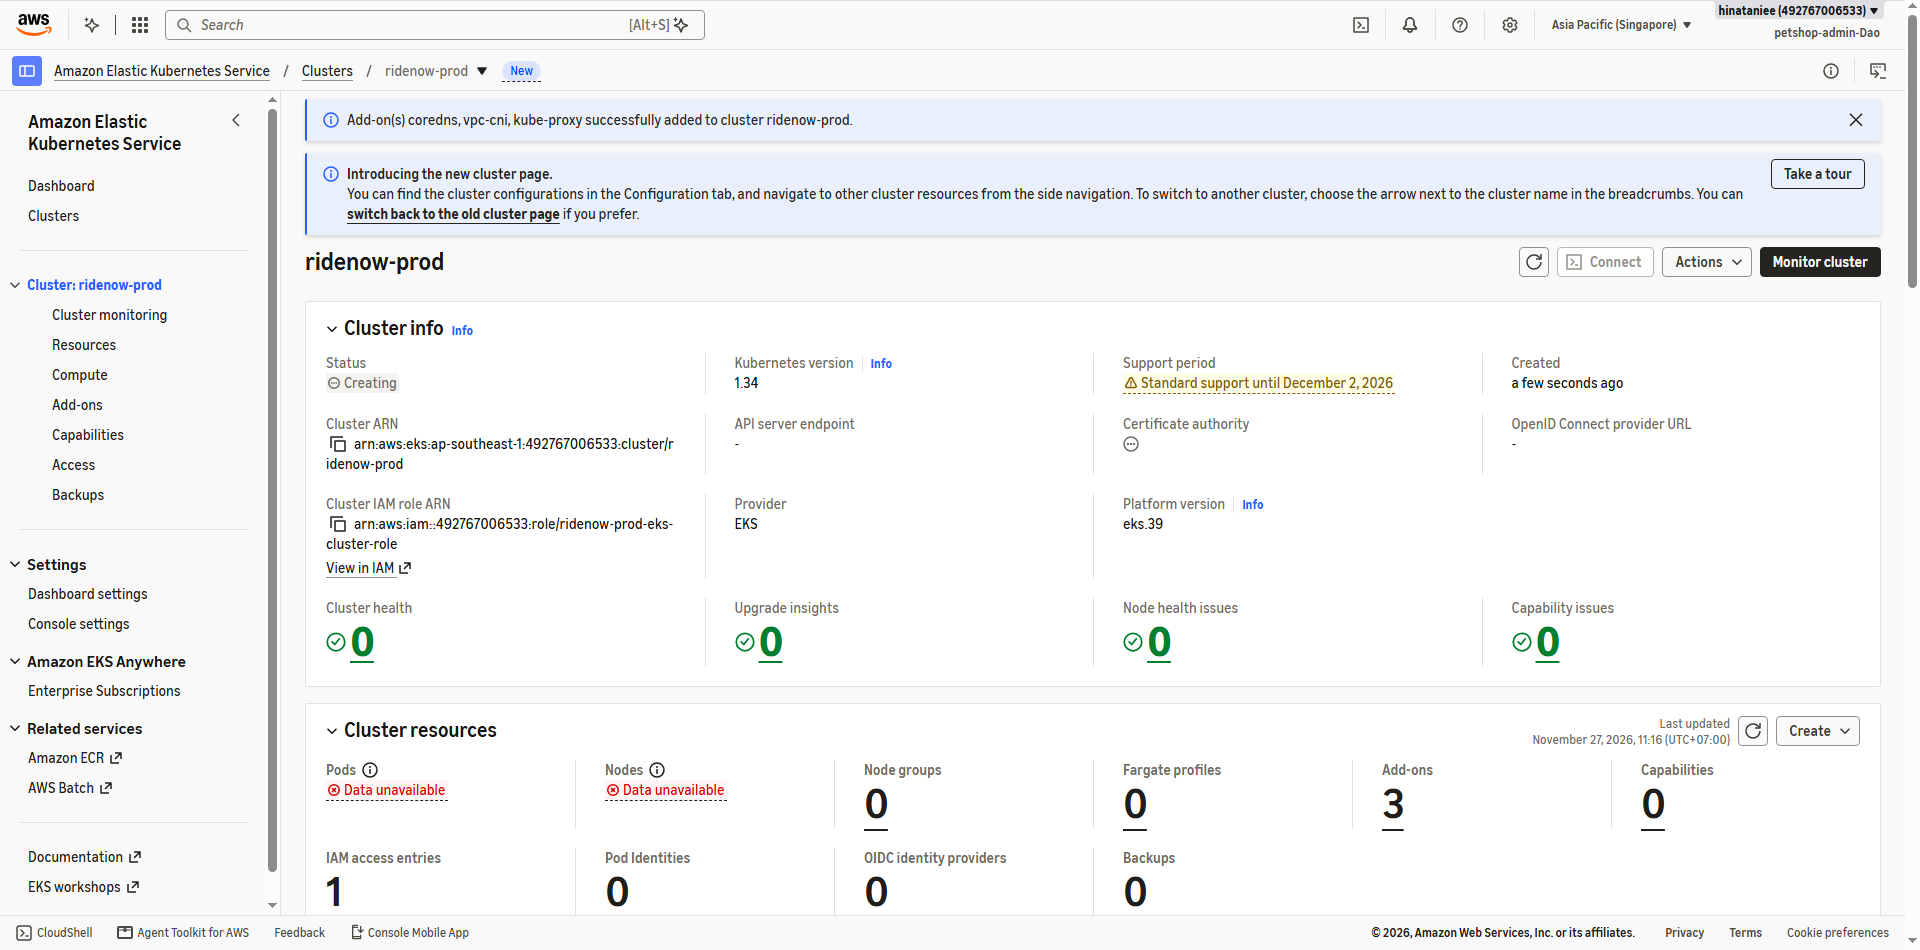 aws
Search
[Alt+S]
Asia Pacific (Singapore)
hinataniee (492767006533)
petshop-admin-Dao
Amazon Elastic Kubernetes Service / Clusters / ridenow-prod New
Amazon Elastic
Kubernetes Service
Dashboard
Clusters
Cluster: ridenow-prod
Cluster monitoring
Resources
Compute
Add-ons
Capabilities
Access
Backups
Settings
Dashboard settings
Console settings
Amazon EKS Anywhere
Enterprise Subscriptions
Related services
Amazon ECR
AWS Batch
Documentation
EKS workshops
Add-on(s) coredns, vpc-cni, kube-proxy successfully added to cluster ridenow-prod.
Introducing the new cluster page.
You can find the cluster configurations in the Configuration tab, and navigate to other cluster resources from the side navigation. To switch to another cluster, choose the arrow next to the cluster name in the breadcrumbs. You can
switch back to the old cluster page if you prefer.
Take a tour
ridenow-prod
Connect
Actions
Monitor cluster
Cluster info Info
Status
Creating
Kubernetes version Info
1.34
Support period
Standard support until December 2, 2026
Created
a few seconds ago
Cluster ARN
arn:aws:eks:ap-southeast-1:492767006533:cluster/r
idenow-prod
API server endpoint
-
Certificate authority
OpenID Connect provider URL
-
Cluster IAM role ARN
arn:aws:iam::492767006533:role/ridenow-prod-eks-
cluster-role
View in IAM
Provider
EKS
Platform version Info
eks.39
Cluster health
0
Upgrade insights
0
Node health issues
0
Capability issues
0
Cluster resources
Last updated
November 27, 2026, 11:16 (UTC+07:00)
Create
Pods
Data unavailable
Nodes
Data unavailable
Node groups
0
Fargate profiles
0
Add-ons
3
Capabilities
0
IAM access entries
1
Pod Identities
0
OIDC identity providers
0
Backups
0
CloudShell
Agent Toolkit for AWS
Feedback
Console Mobile App
© 2026, Amazon Web Services, Inc. or its affiliates.
Privacy
Terms
Cookie preferences